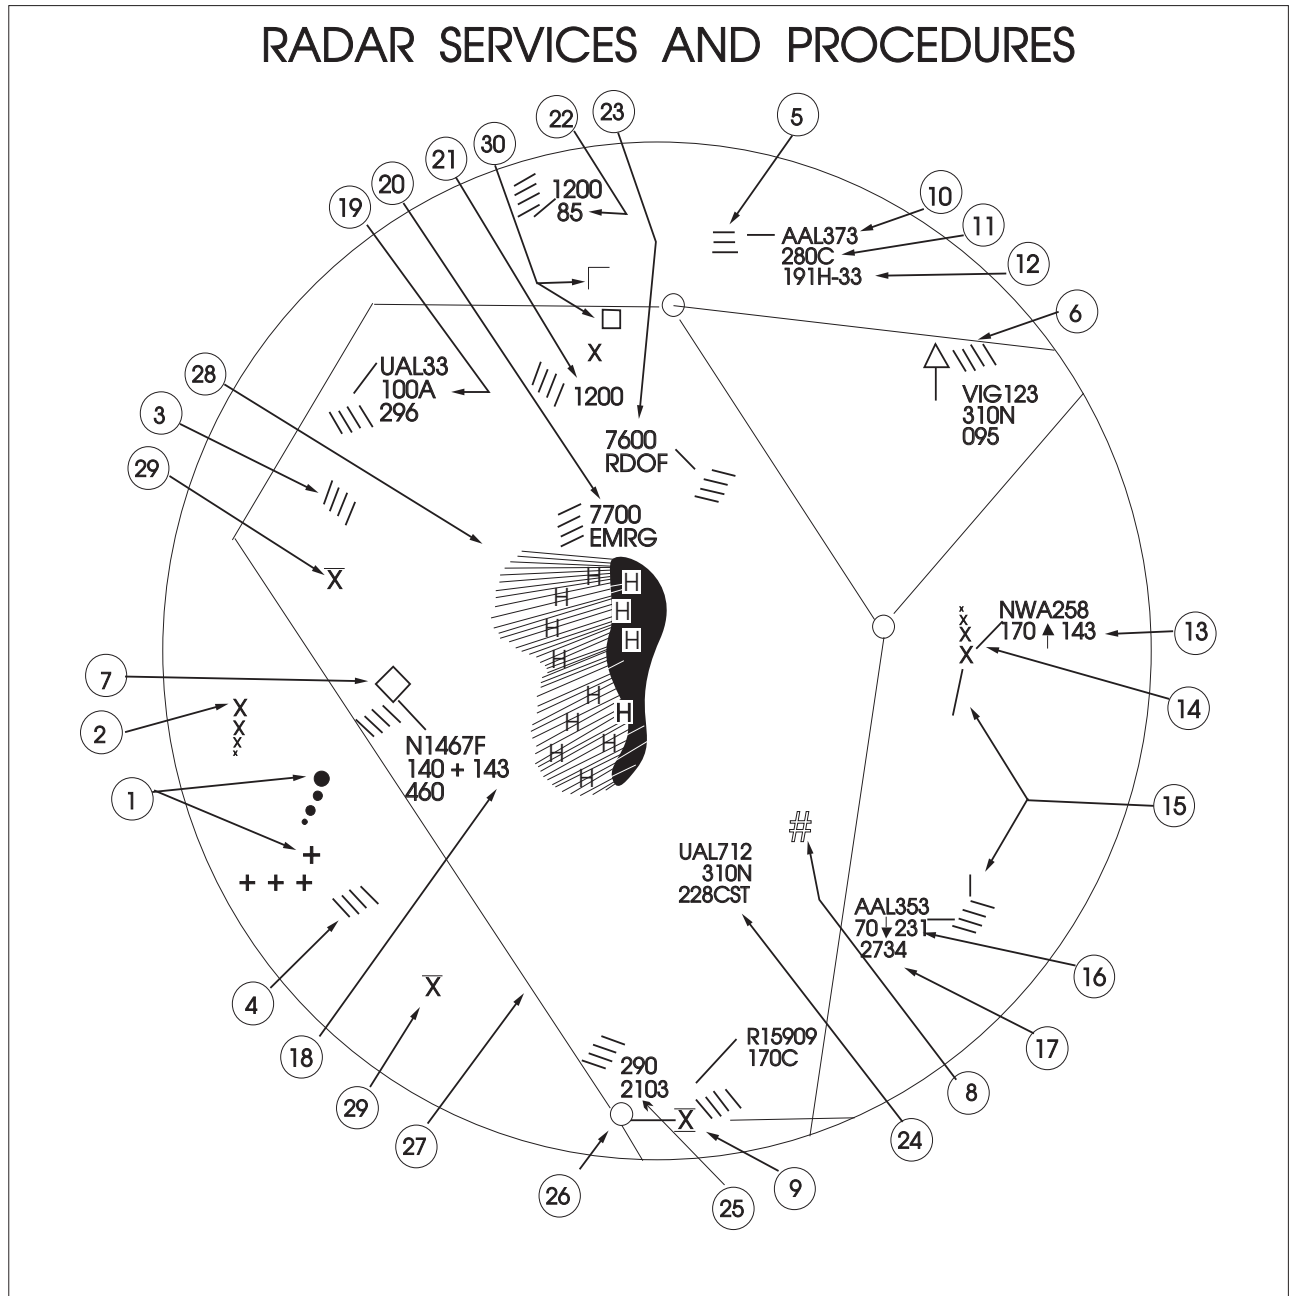 RADAR SERVICES AND PROCEDURES
23
22
5
30
21
20
19
1200
85
10
AAL373
280C
191H-33
11
12
6
28
UAL33
100A
296
X
1200
VIG123
310N
095
3
29
7600
RDOF
7700
EMRG
X
H
H
H
H
H
H
H
H
H
H
H
H
H
X
X
X
X
NWA258
170 ↑ 143
13
7
2
X
X
X
X
14
N1467F
140 + 143
460
1
+
+ + +
15
#
UAL712
310N
228CST
AAL353
70 ↓ 231
2734
16
4
X
18
17
29
27
290
2103
R15909
170C
X
8
24
26
25
9